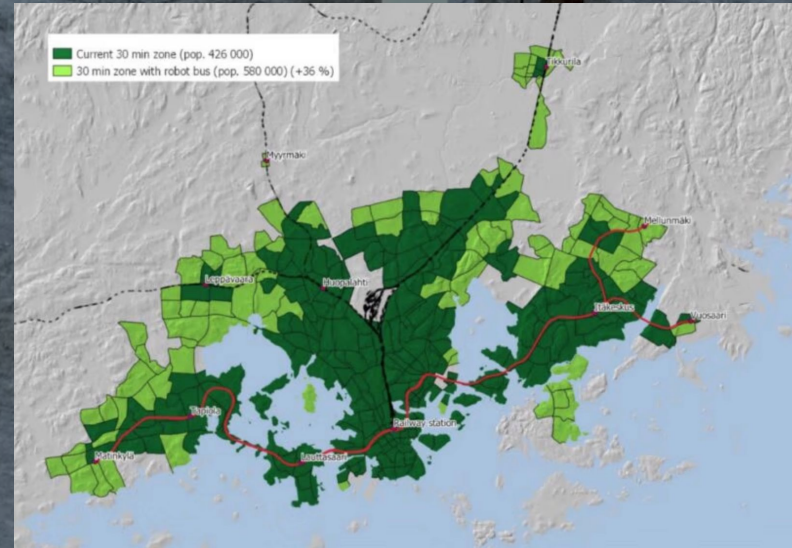 Current 30 min zone (pop. 426 000)
30 min zone with robot bus (pop. 580 000) (+36 %)
Tikkurila
Myyrmäki
Mellunmäki
Leppävaara
Huopalahti
Itäkeskus
Vuosaari
Tapiola
Railway station
Matinkylä
Lauttasaari